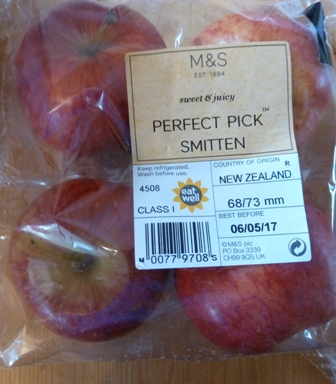 M&S
EST. 1884
sweet & juicy
PERFECT PICK™
SMITTEN
Keep refrigerated.
Wash before use.
4508
CLASS I
eat well
COUNTRY OF ORIGIN R
NEW ZEALAND
68/73 mm
BEST BEFORE
06/05/17
©M&S plc
PO Box 3339
CH99 9QS UK
0077 9708